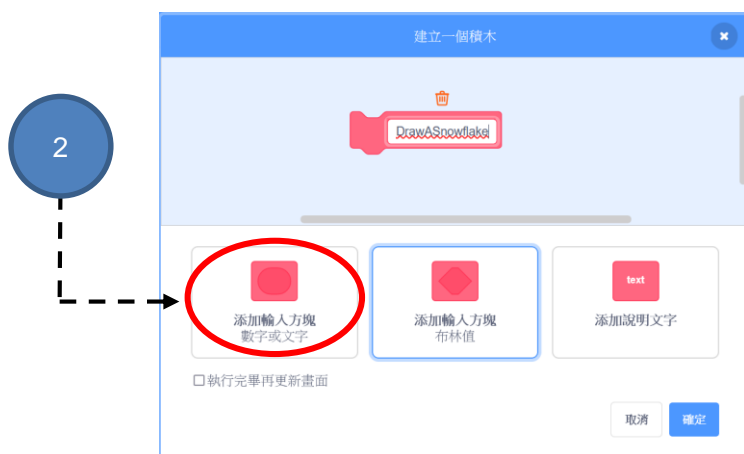 建立一個積木
2
DrawASnowflake
text
添加輸入方塊
數字或文字
添加輸入方塊
布林值
添加說明文字
執行完畢再更新畫面
取消
確定